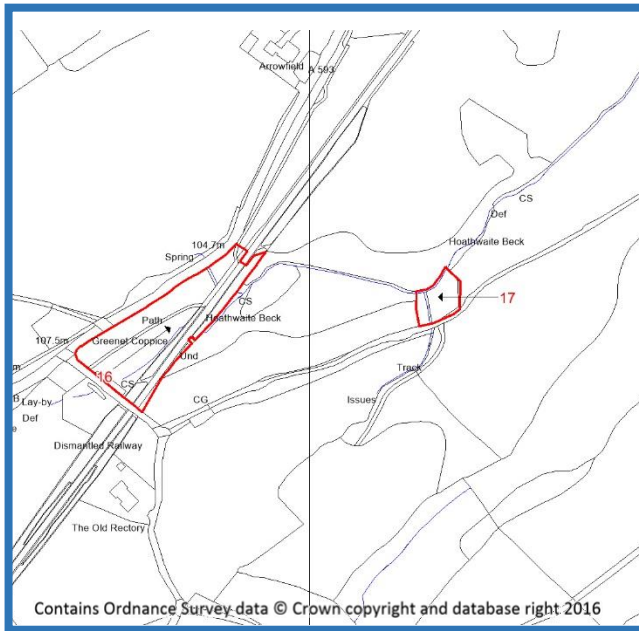 Arrowfield
A 593
CS
Def
104.7m
Hoathwaite Beck
Spring
17
CS
Path
Hoathwaite Beck
107.5m
Greenet Coppice
Und
Track
16
CS
Lay-by
CG
Issues
Def
Dismantled Railway
The Old Rectory
Contains Ordnance Survey data © Crown copyright and database right 2016